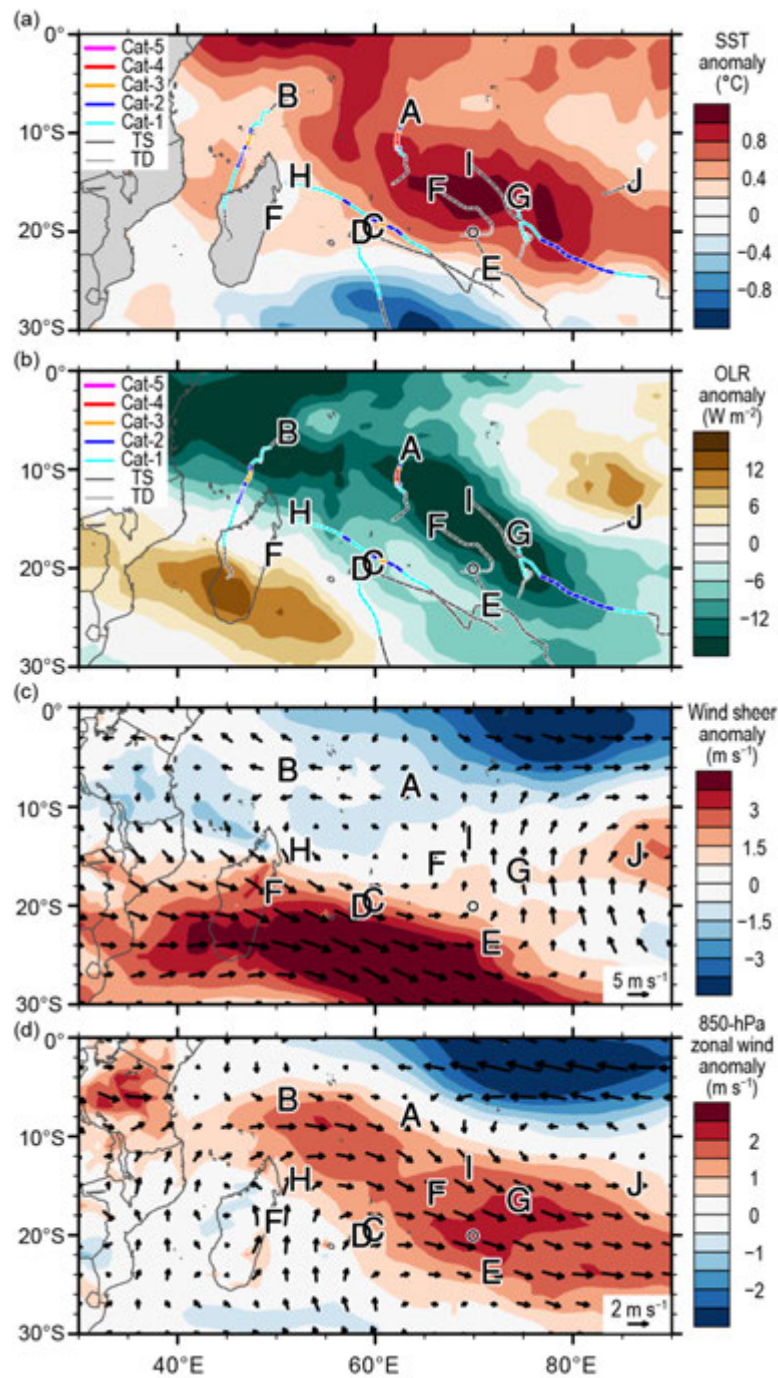 (a)
0°
10°S
20°S
30°S
Cat-5
Cat-4
Cat-3
Cat-2
Cat-1
TS
TD
B
A
H
I
J
F
G
F
D
C
E
SST
anomaly
(°C)
0.8
0.4
0
−0.4
−0.8
(b)
0°
10°S
20°S
30°S
Cat-5
Cat-4
Cat-3
Cat-2
Cat-1
TS
TD
B
A
H
I
F
J
G
F
D
C
E
OLR
anomaly
(W m⁻²)
12
6
0
−6
−12
(c)
0°
10°S
20°S
30°S
B
A
H
I
F
J
G
F
D
C
E
5 m s⁻¹
Wind sheer
anomaly
(m s⁻¹)
3
1.5
0
−1.5
−3
(d)
0°
10°S
20°S
30°S
B
A
H
I
F
J
G
F
D
C
E
2 m s⁻¹
850-hPa
zonal wind
anomaly
(m s⁻¹)
2
1
0
−1
−2
40°E
60°E
80°E